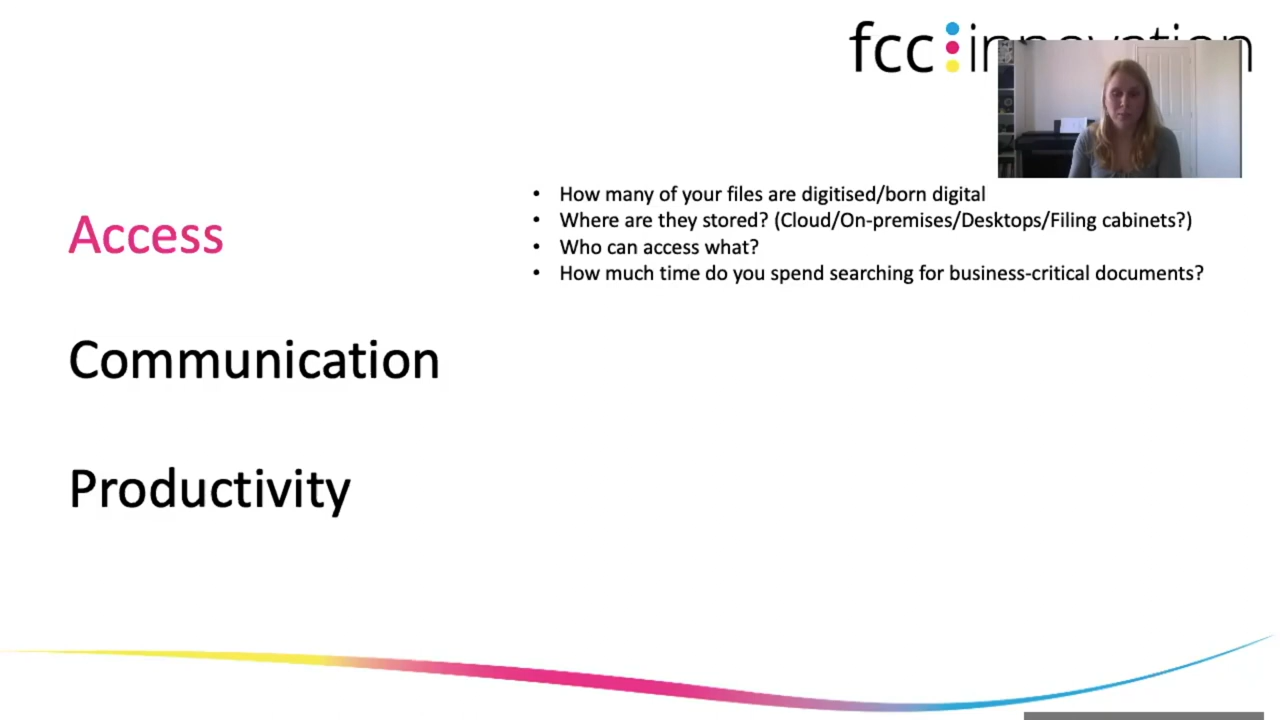 fcc innovation
Access
• How many of your files are digitised/born digital
• Where are they stored? (Cloud/On-premises/Desktops/Filing cabinets?)
• Who can access what?
• How much time do you spend searching for business-critical documents?
Communication
Productivity